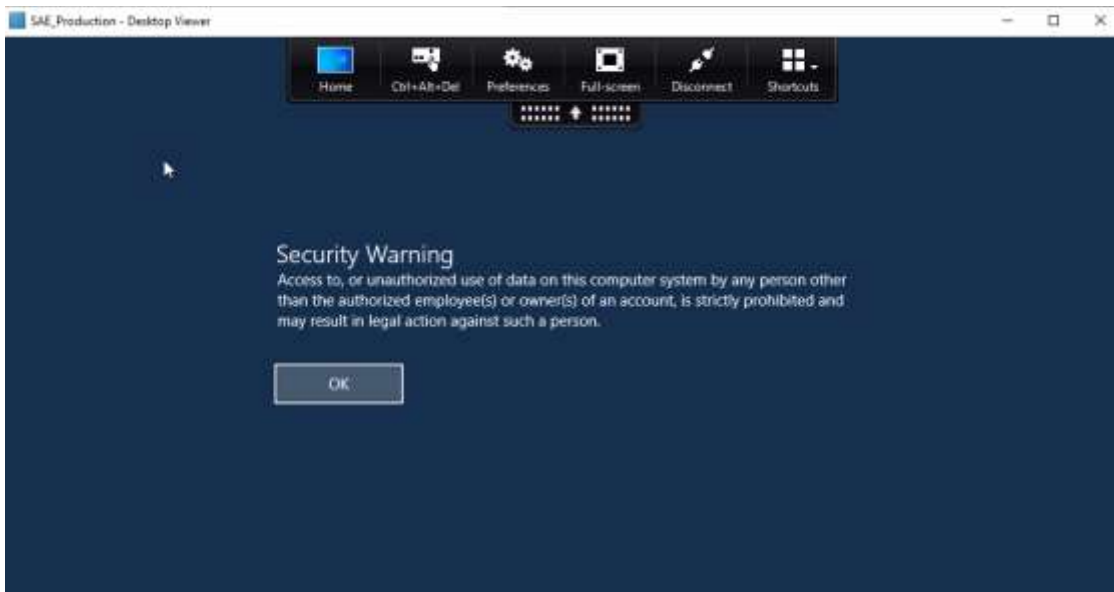 SAE_Production - Desktop Viewer
Home Ctrl+Alt+Del Preferences Full-screen Disconnect Shortcuts
Security Warning
Access to, or unauthorized use of data on this computer system by any person other
than the authorized employee(s) or owner(s) of an account, is strictly prohibited and
may result in legal action against such a person.
OK